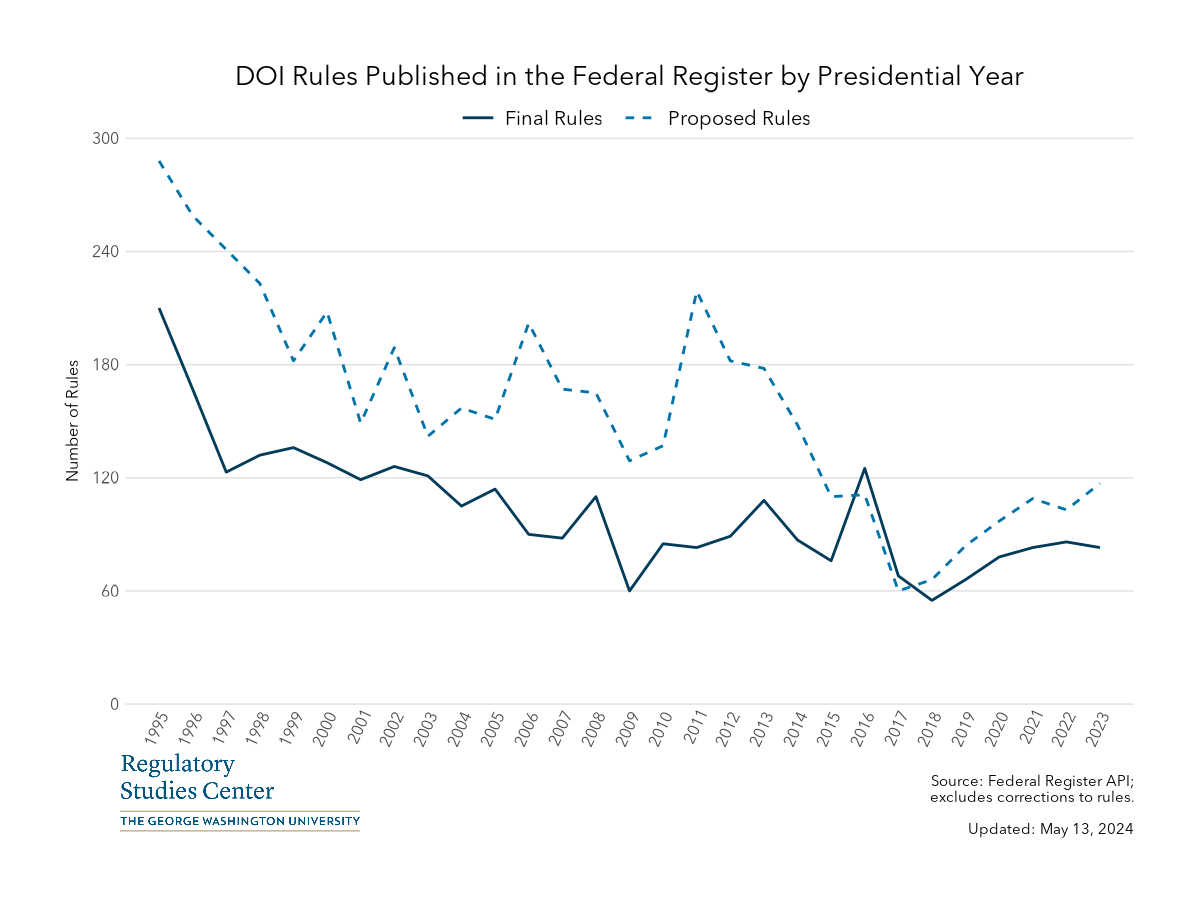 DOI Rules Published in the Federal Register by Presidential Year
Final Rules Proposed Rules
Number of Rules
300
240
180
120
60
0
1995 1996 1997 1998 1999 2000 2001 2002 2003 2004 2005 2006 2007 2008 2009 2010 2011 2012 2013 2014 2015 2016 2017 2018 2019 2020 2021 2022 2023
Regulatory
Studies Center
THE GEORGE WASHINGTON UNIVERSITY
Source: Federal Register API;
excludes corrections to rules.
Updated: May 13, 2024